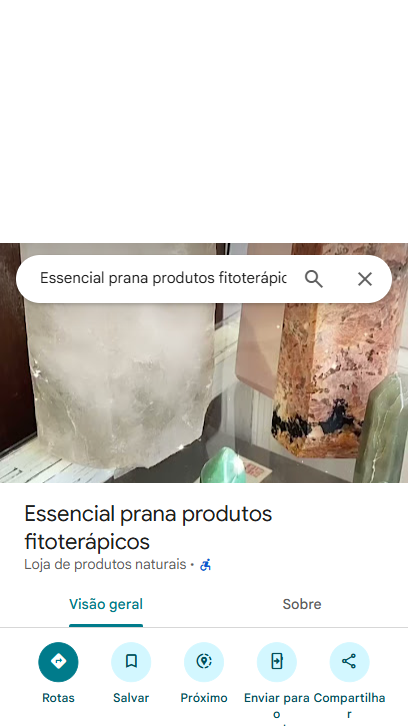 Essencial prana produtos fitoterápic
Essencial prana produtos
fitoterápicos
Loja de produtos naturais ·
Visão geral
Sobre
Rotas
Salvar
Próximo
Enviar para
o
Compartilha
r